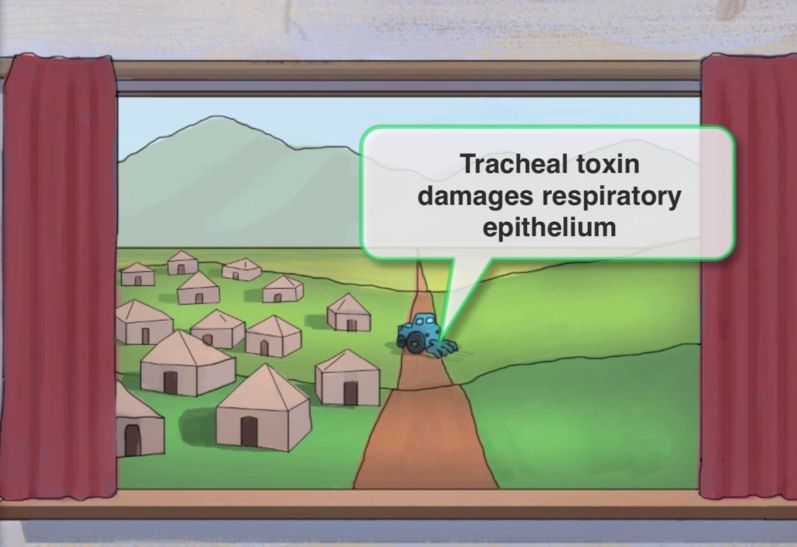 Tracheal toxin
damages respiratory
epithelium